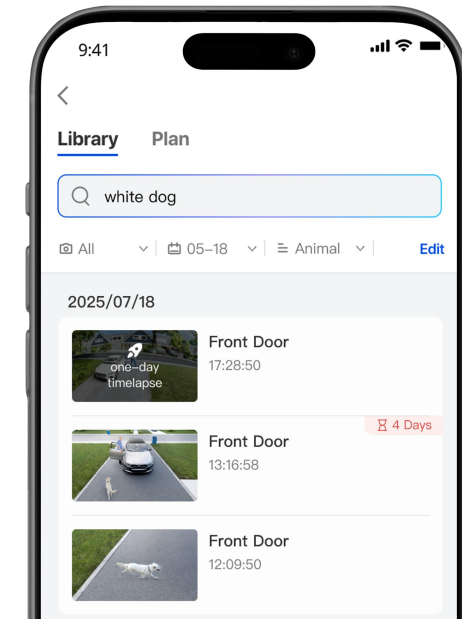 9:41
Library Plan
white dog
All 05-18 Animal Edit
2025/07/18
Front Door
17:28:50
one-day
timelapse
4 Days
Front Door
13:16:58
Front Door
12:09:50